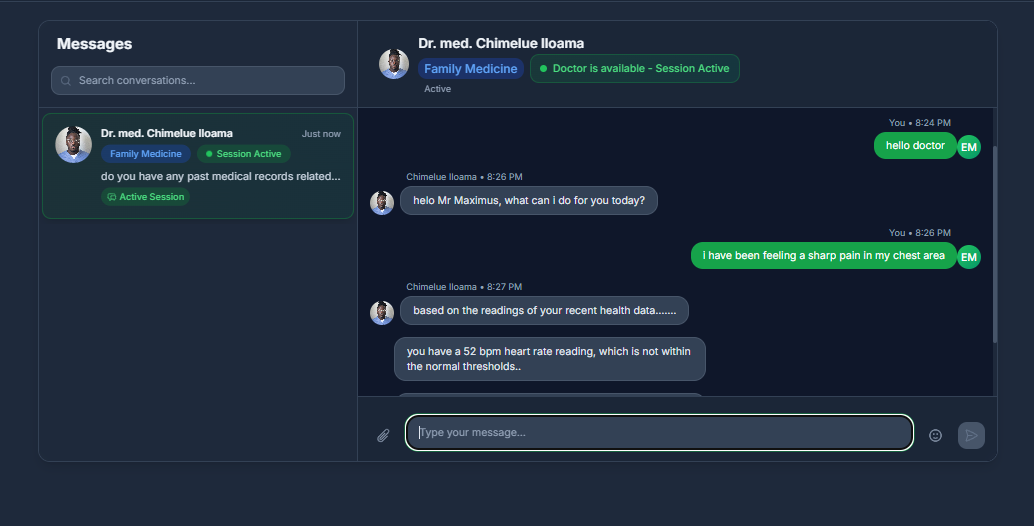 Messages
Search conversations...
Dr. med. Chimelue Iloama
Just now
Family Medicine
Session Active
do you have any past medical records related...
Active Session
Dr. med. Chimelue Iloama
Family Medicine
Doctor is available - Session Active
Active
You • 8:24 PM
hello doctor
EM
Chimelue Iloama • 8:26 PM
helo Mr Maximus, what can i do for you today?
You • 8:26 PM
i have been feeling a sharp pain in my chest area
EM
Chimelue Iloama • 8:27 PM
based on the readings of your recent health data.......
you have a 52 bpm heart rate reading, which is not within
the normal thresholds..
Type your message...